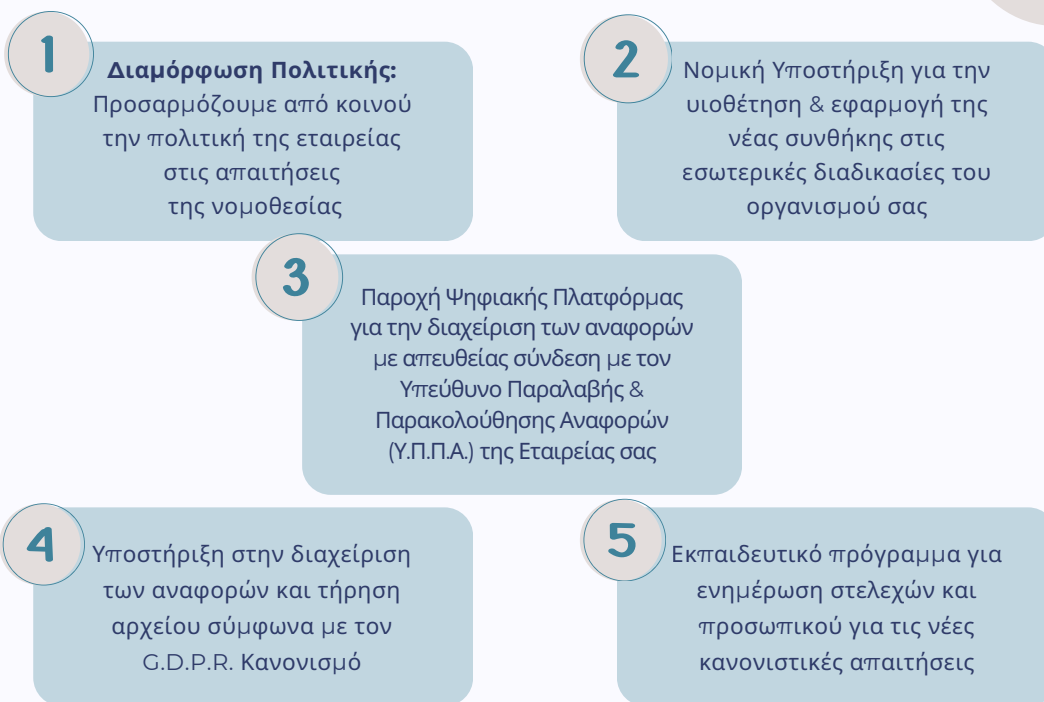 1
Διαμόρφωση Πολιτικής:
Προσαρμόζουμε από κοινού
την πολιτική της εταιρείας
στις απαιτήσεις
της νομοθεσίας
2
Νομική Υποστήριξη για την
υιοθέτηση & εφαρμογή της
νέας συνθήκης στις
εσωτερικές διαδικασίες του
οργανισμού σας
3
Παροχή Ψηφιακής Πλατφόρμας
για την διαχείριση των αναφορών
με απευθείας σύνδεση με τον
Υπεύθυνο Παραλαβής &
Παρακολούθησης Αναφορών
(Υ.Π.Π.Α.) της Εταιρείας σας
4
Υποστήριξη στην διαχείριση
των αναφορών και τήρηση
αρχείου σύμφωνα με τον
G.D.P.R. Κανονισμό
5
Εκπαιδευτικό πρόγραμμα για
ενημέρωση στελεχών και
προσωπικού για τις νέες
κανονιστικές απαιτήσεις